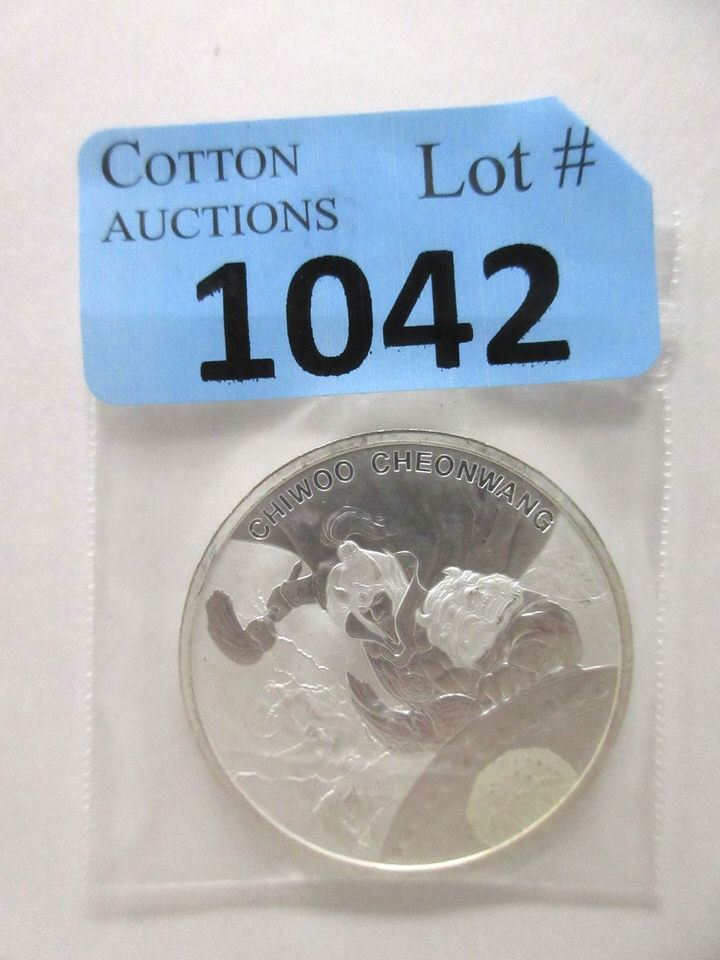 COTTON
AUCTIONS
Lot #
1042
CHIWOO CHEONWANG